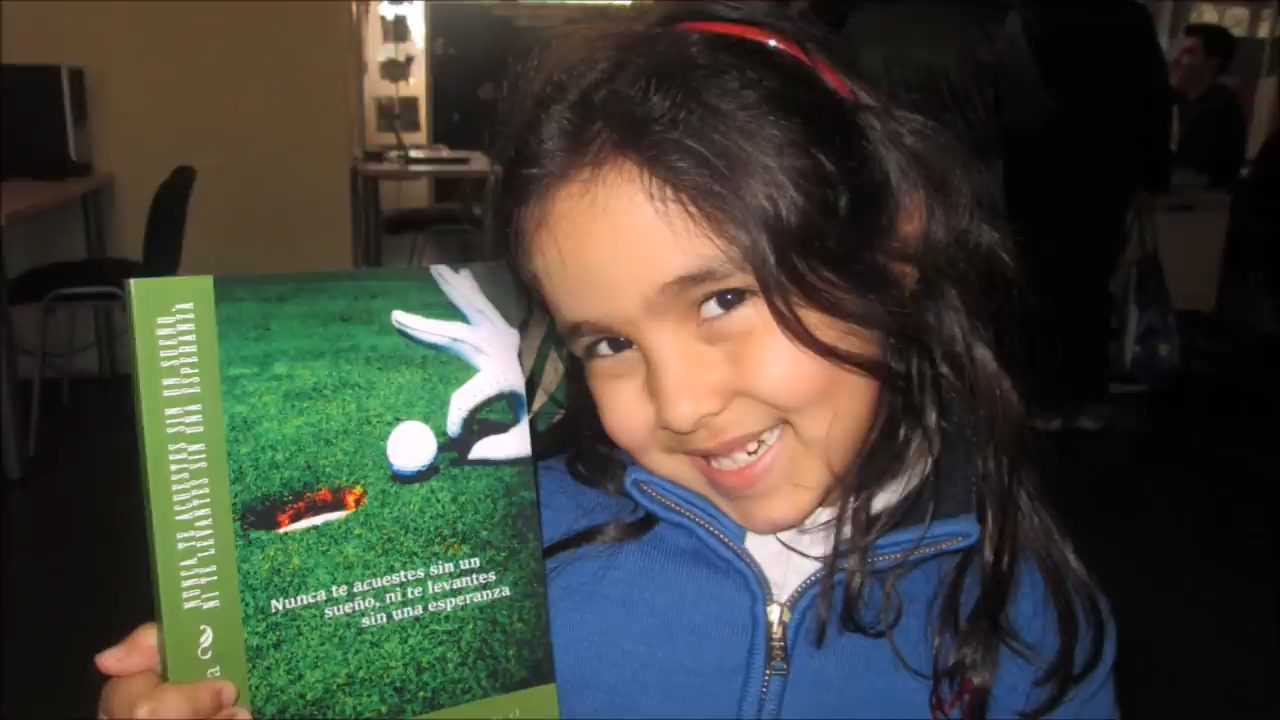 NUNCA TE ACUESTES SIN UN SUEÑO,
NI TE LEVANTES SIN UNA ESPERANZA
Nunca te acuestes sin un
sueño, ni te levantes
sin una esperanza